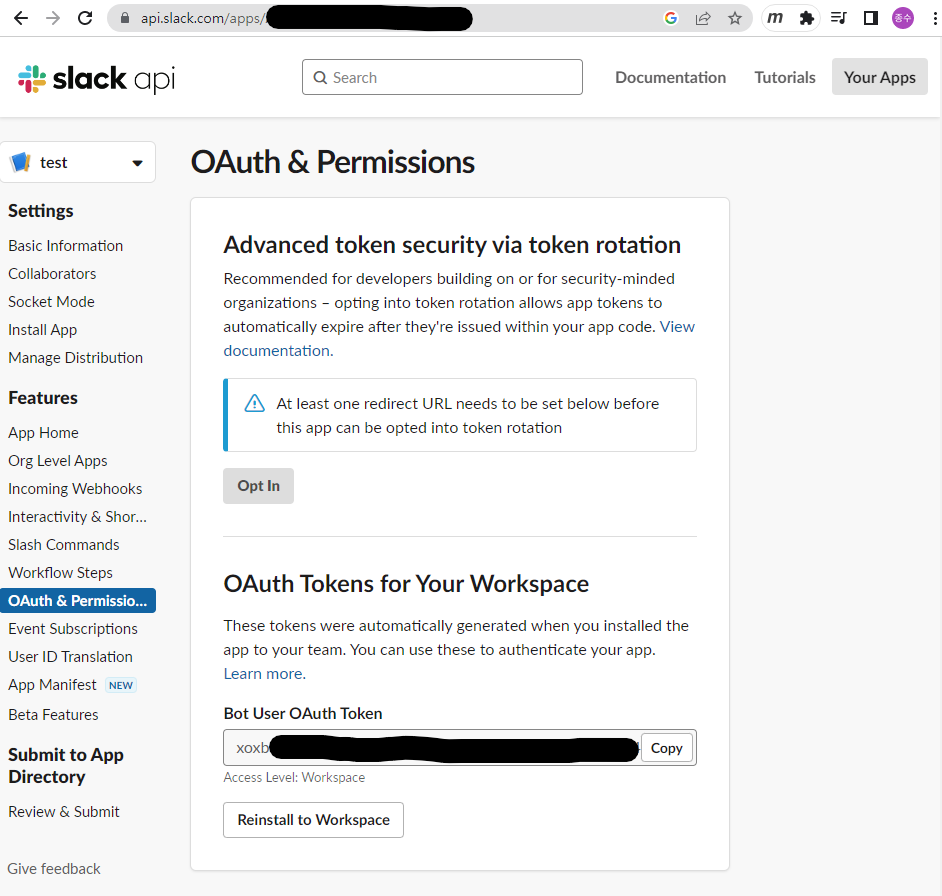 api.slack.com/apps/
종수
slack api
Search
Documentation
Tutorials
Your Apps
test
OAuth & Permissions
Settings
Basic Information
Collaborators
Socket Mode
Install App
Manage Distribution
Features
App Home
Org Level Apps
Incoming Webhooks
Interactivity & Shor...
Slash Commands
Workflow Steps
OAuth & Permissio...
Event Subscriptions
User ID Translation
App Manifest NEW
Beta Features
Submit to App
Directory
Review & Submit
Give feedback
Advanced token security via token rotation
Recommended for developers building on or for security-minded
organizations – opting into token rotation allows app tokens to
automatically expire after they're issued within your app code. View
documentation.
At least one redirect URL needs to be set below before
this app can be opted into token rotation
Opt In
OAuth Tokens for Your Workspace
These tokens were automatically generated when you installed the
app to your team. You can use these to authenticate your app.
Learn more.
Bot User OAuth Token
xoxb
Copy
Access Level: Workspace
Reinstall to Workspace